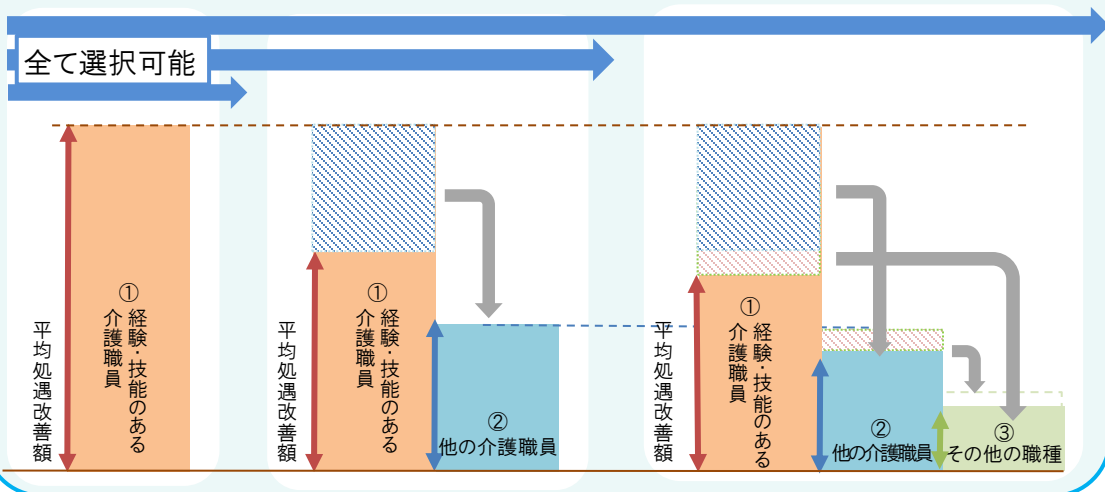 全て選択可能
平均処遇改善額
①
経験・技能のある
介護職員
平均処遇改善額
①
経験・技能のある
介護職員
②
他の介護職員
平均処遇改善額
①
経験・技能のある
介護職員
②
他の介護職員
③
その他の職種